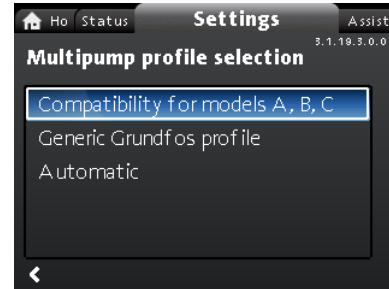 Ho Status Settings Assist
3.1.19.3.0.0
Multipump profile selection
Compatibility for models A, B, C
Generic Grundfos profile
Automatic